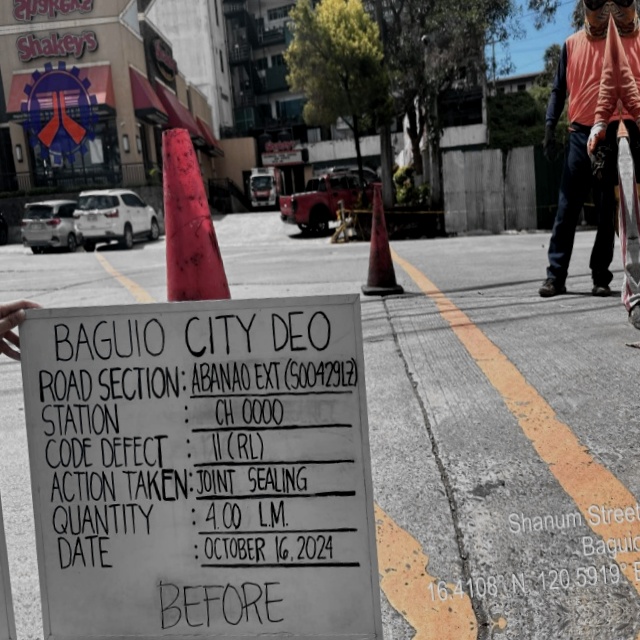 Shakey's
Shakey's
BAGUIO CITY DEO
ROAD SECTION: ABANAO EXT (S00429LZ)
STATION : CH 0000
CODE DEFECT : 11 (RL)
ACTION TAKEN: JOINT SEALING
QUANTITY : 4.00 L.M.
DATE : OCTOBER 16, 2024
BEFORE
Shanum Street
Baguio
16.4108° N, 120.5919° E